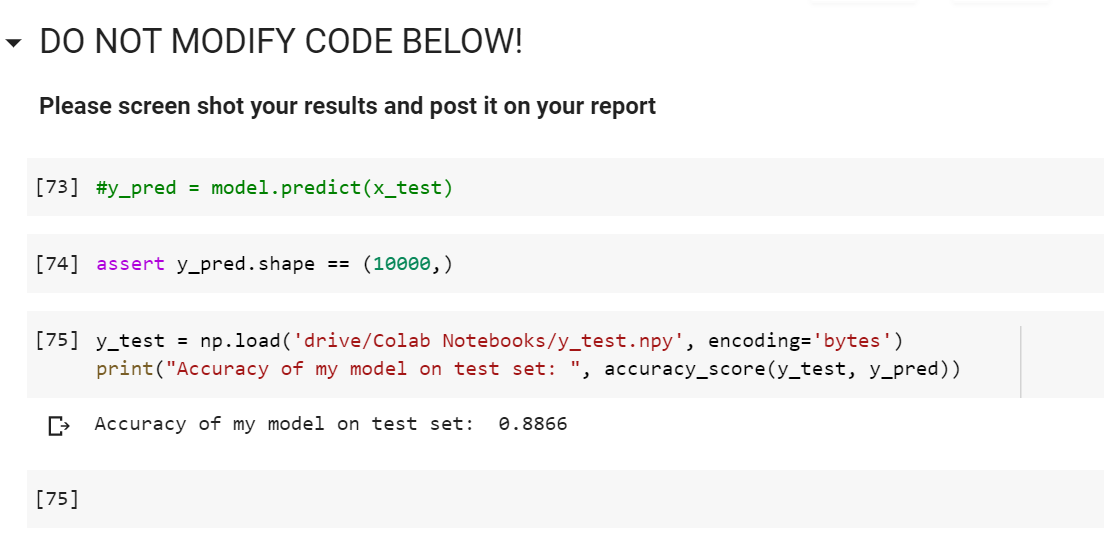 DO NOT MODIFY CODE BELOW!
Please screen shot your results and post it on your report
[73] #y_pred = model.predict(x_test)
[74] assert y_pred.shape == (10000,)
[75] y_test = np.load('drive/Colab Notebooks/y_test.npy', encoding='bytes')
print("Accuracy of my model on test set: ", accuracy_score(y_test, y_pred))
Accuracy of my model on test set:  0.8866
[75]